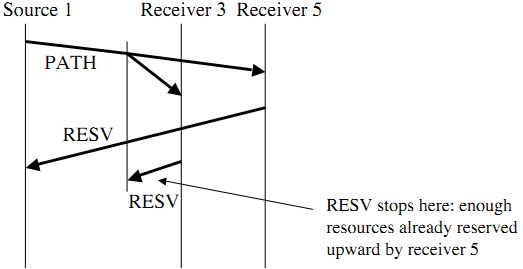 Source 1
Receiver 3
Receiver 5
PATH
RESV
RESV
RESV stops here: enough
resources already reserved
upward by receiver 5